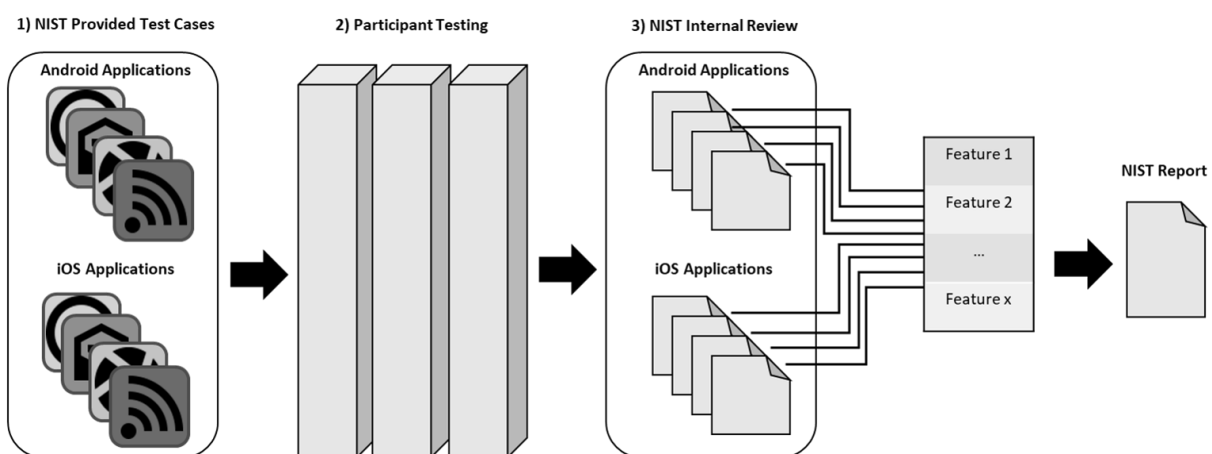 1) NIST Provided Test Cases
Android Applications
iOS Applications
2) Participant Testing
3) NIST Internal Review
Android Applications
iOS Applications
Feature 1
Feature 2
...
Feature x
NIST Report